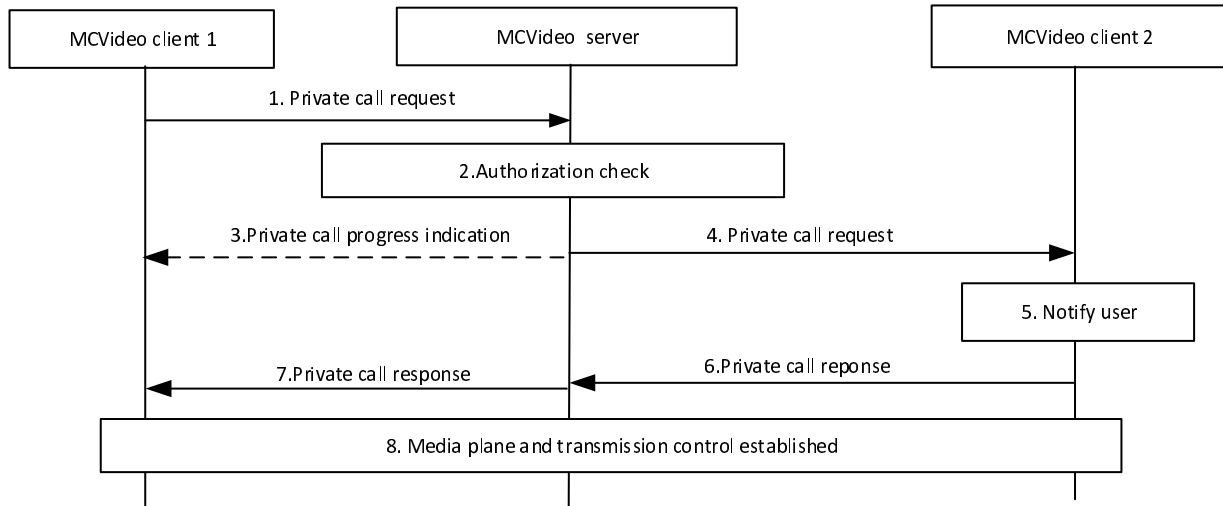 MCVideo client 1
MCVideo server
MCVideo client 2
1. Private call request
2.Authorization check
3.Private call progress indication
4. Private call request
5. Notify user
6.Private call reponse
7.Private call response
8. Media plane and transmission control established